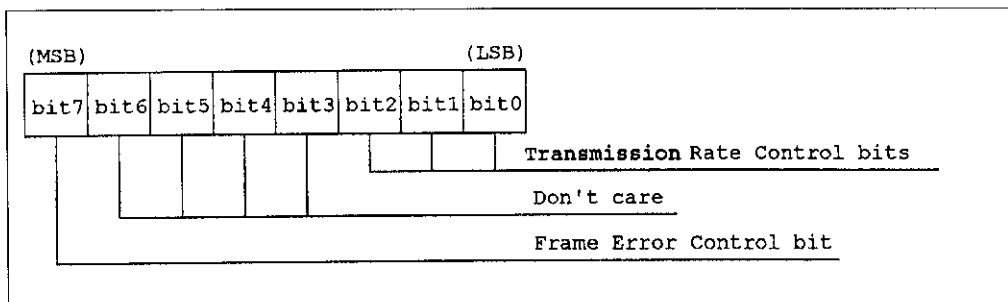 (MSB) (LSB)
bit7 bit6 bit5 bit4 bit3 bit2 bit1 bit0
Transmission Rate Control bits
Don't care
Frame Error Control bit